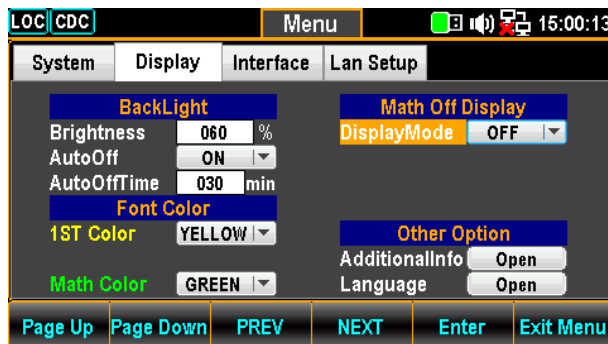 LOC CDC Menu 15:00:13
System Display Interface Lan Setup
BackLight
Brightness 060 %
AutoOff ON
AutoOffTime 030 min
Font Color
1ST Color YELLOW
Math Color GREEN
Math Off Display
DisplayMode OFF
Other Option
AdditionalInfo Open
Language Open
Page Up Page Down PREV NEXT Enter Exit Menu